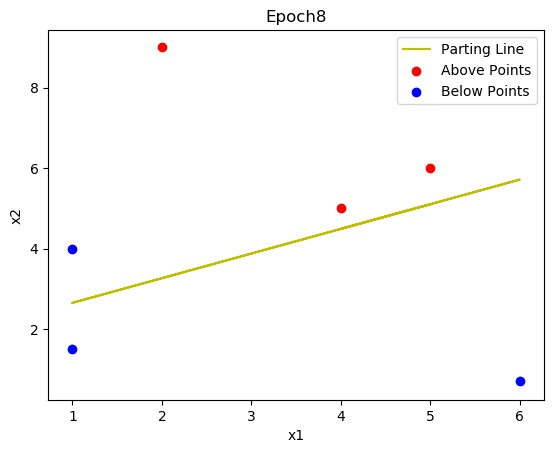 Epoch8
Parting Line
Above Points
Below Points
8
6
4
2
x2
1 2 3 4 5 6
x1